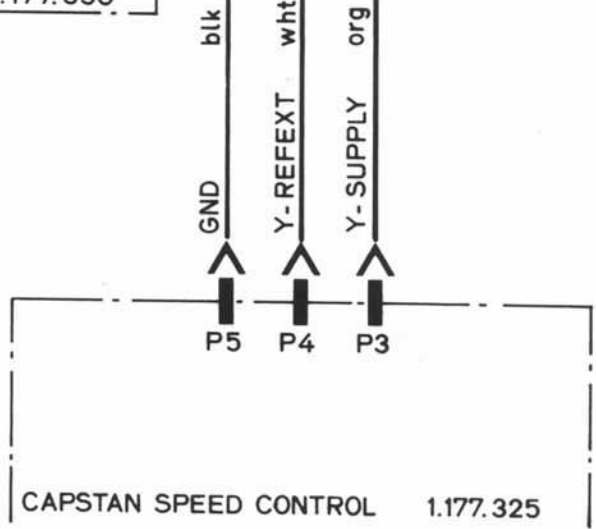 blk
wht
org
GND
Y-REFEXT
Y-SUPPLY
P5 P4 P3
CAPSTAN SPEED CONTROL 1.177.325